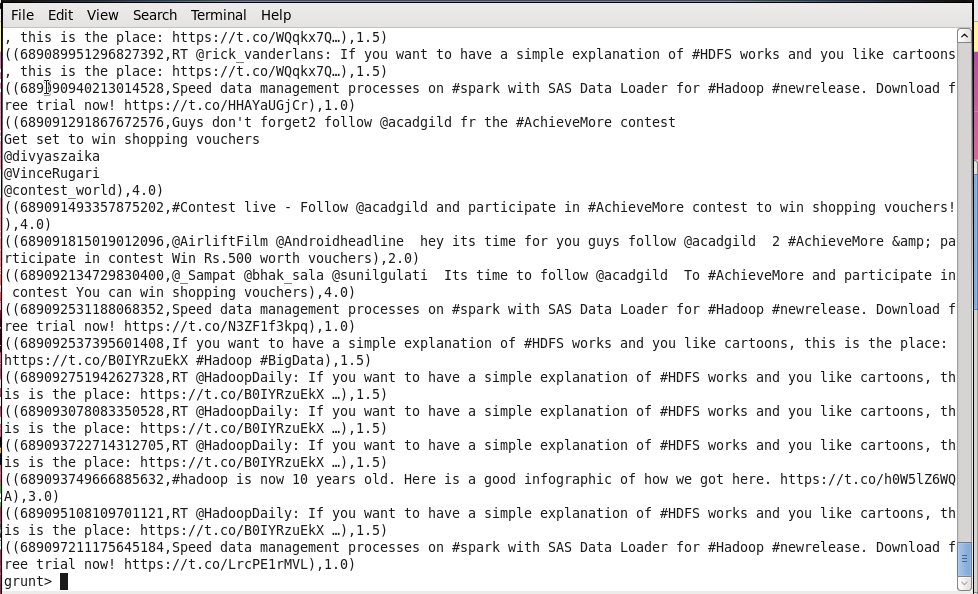 File Edit View Search Terminal Help
, this is the place: https://t.co/WQqkx7Q…),1.5)
((689089951296827392,RT @rick_vanderlans: If you want to have a simple explanation of #HDFS works and you like cartoons
, this is the place: https://t.co/WQqkx7Q…),1.5)
((689090940213014528,Speed data management processes on #spark with SAS Data Loader for #Hadoop #newrelease. Download f
ree trial now! https://t.co/HHAYaUGjCr),1.0)
((689091291867672576,Guys don't forget2 follow @acadgild fr the #AchieveMore contest
Get set to win shopping vouchers
@divyaszaika
@VinceRugari
@contest_world),4.0)
((689091493357875202,#Contest live - Follow @acadgild and participate in #AchieveMore contest to win shopping vouchers!
),4.0)
((689091815019012096,@AirliftFilm @Androidheadline  hey its time for you guys follow @acadgild  2 #AchieveMore &amp; pa
rticipate in contest Win Rs.500 worth vouchers),2.0)
((689092134729830400,@_Sampat @bhak_sala @sunilgulati  Its time to follow @acadgild  To #AchieveMore and participate in
 contest You can win shopping vouchers),4.0)
((689092531188068352,Speed data management processes on #spark with SAS Data Loader for #Hadoop #newrelease. Download f
ree trial now! https://t.co/N3ZF1f3kpq),1.0)
((689092537395601408,If you want to have a simple explanation of #HDFS works and you like cartoons, this is the place:
https://t.co/B0IYRzuEkX #Hadoop #BigData),1.5)
((689092751942627328,RT @HadoopDaily: If you want to have a simple explanation of #HDFS works and you like cartoons, th
is is the place: https://t.co/B0IYRzuEkX …),1.5)
((689093078083350528,RT @HadoopDaily: If you want to have a simple explanation of #HDFS works and you like cartoons, th
is is the place: https://t.co/B0IYRzuEkX …),1.5)
((689093722714312705,RT @HadoopDaily: If you want to have a simple explanation of #HDFS works and you like cartoons, th
is is the place: https://t.co/B0IYRzuEkX …),1.5)
((689093749666885632,#hadoop is now 10 years old. Here is a good infographic of how we got here. https://t.co/h0W5lZ6WQ
A),3.0)
((689095108109701121,RT @HadoopDaily: If you want to have a simple explanation of #HDFS works and you like cartoons, th
is is the place: https://t.co/B0IYRzuEkX …),1.5)
((689097211175645184,Speed data management processes on #spark with SAS Data Loader for #Hadoop #newrelease. Download f
ree trial now! https://t.co/LrcPE1rMVL),1.0)
grunt>